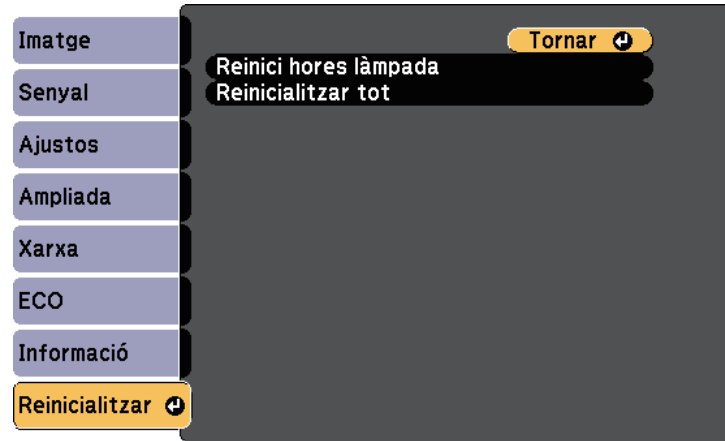 Imatge
Senyal
Ajustos
Ampliada
Xarxa
ECO
Informació
Reinicialitzar
Tornar
Reinici hores làmpada
Reinicialitzar tot